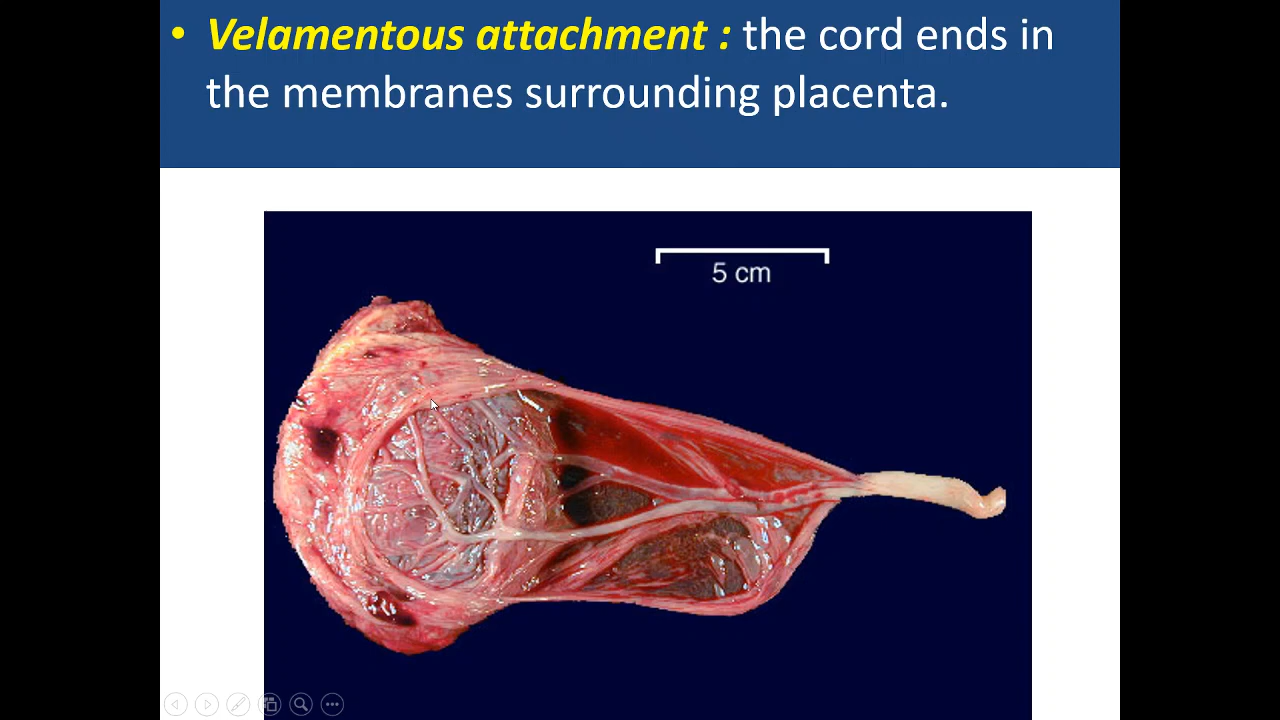 • Velamentous attachment : the cord ends in
the membranes surrounding placenta.
5 cm